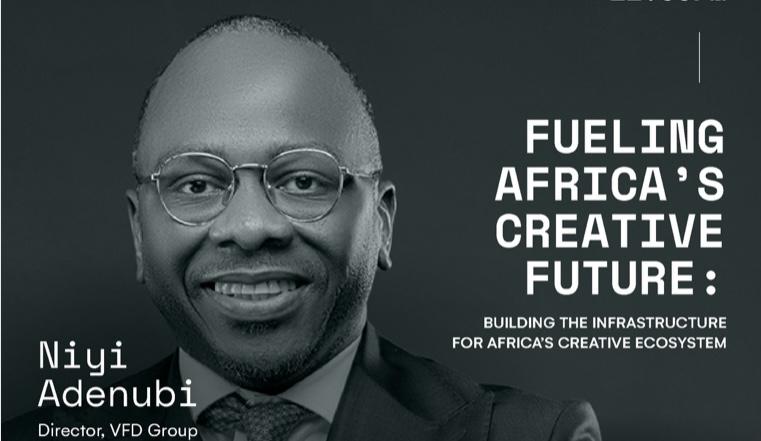 FUELING
AFRICA'S
CREATIVE
FUTURE:
BUILDING THE INFRASTRUCTURE
FOR AFRICA'S CREATIVE ECOSYSTEM
Niyi
Adenubi
Director, VFD Group